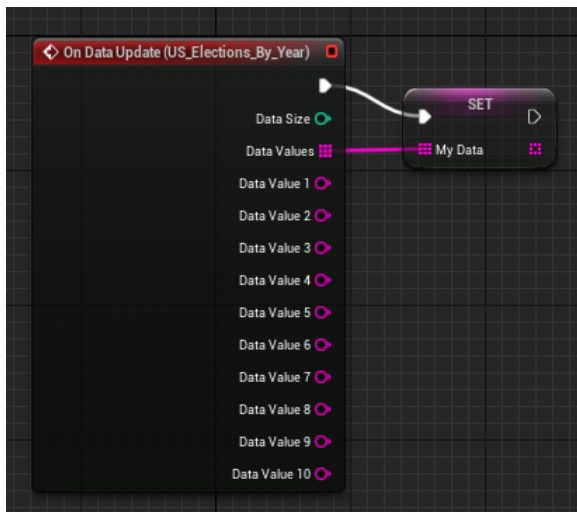 On Data Update (US_Elections_By_Year)
SET
Data Size
Data Values
My Data
Data Value 1
Data Value 2
Data Value 3
Data Value 4
Data Value 5
Data Value 6
Data Value 7
Data Value 8
Data Value 9
Data Value 10